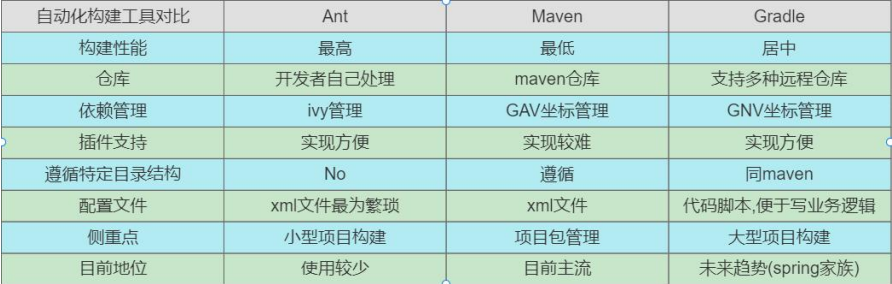 自动化构建工具对比 Ant Maven Gradle
构建性能 最高 最低 居中
仓库 开发者自己处理 maven仓库 支持多种远程仓库
依赖管理 ivy管理 GAV坐标管理 GNV坐标管理
插件支持 实现方便 实现较难 实现方便
遵循特定目录结构 No 遵循 同maven
配置文件 xml文件最为繁琐 xml文件 代码脚本,便于写业务逻辑
侧重点 小型项目构建 项目包管理 大型项目构建
目前地位 使用较少 目前主流 未来趋势(spring家族)